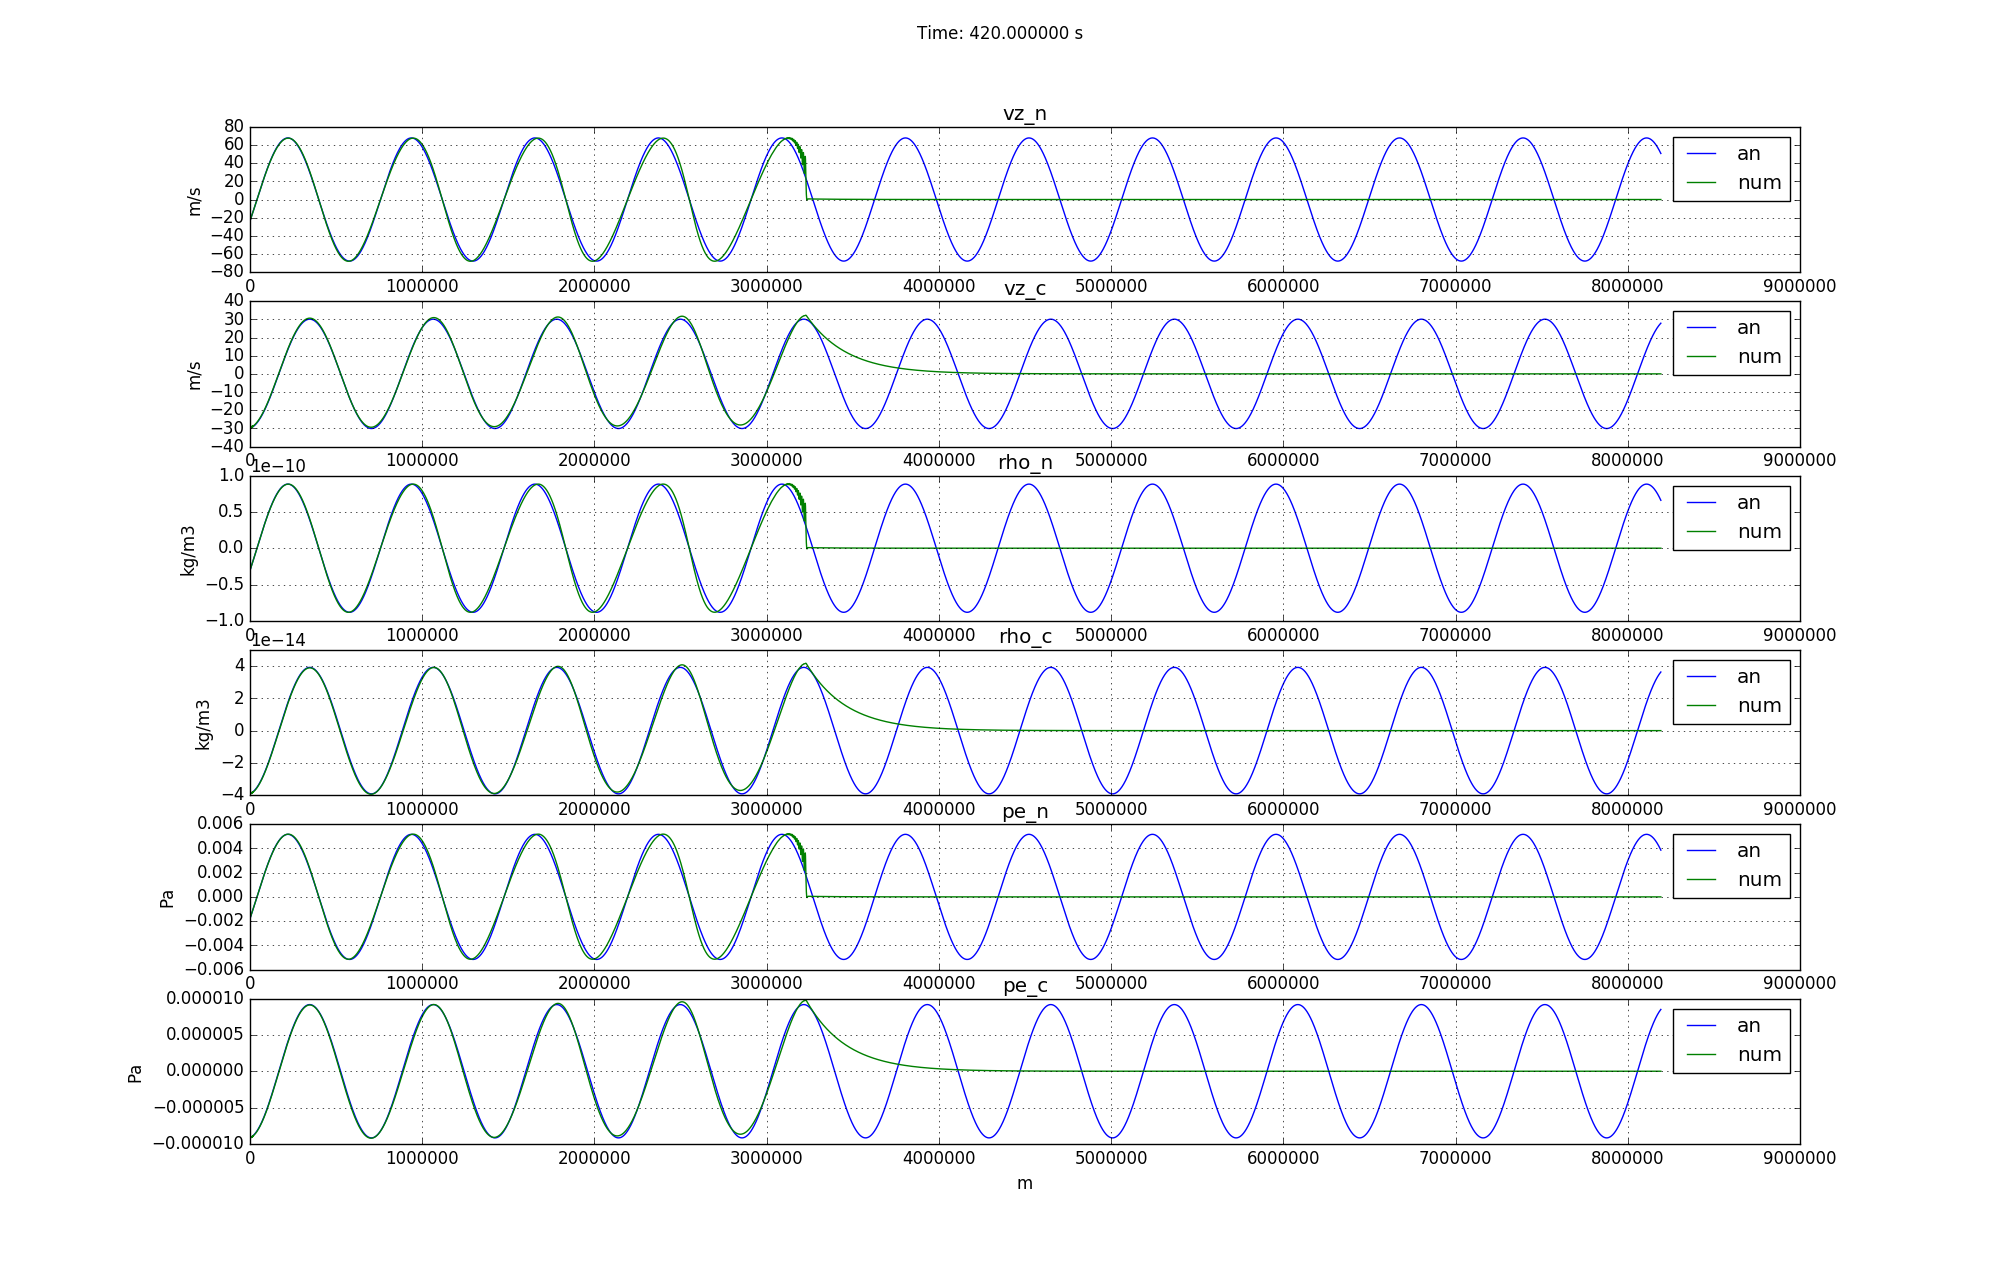 Time: 420.000000 s
vz_n
80
60
40
20
0
−20
−40
−60
−80
m/s
an
num
0 1000000 2000000 3000000 4000000 5000000 6000000 7000000 8000000 9000000
vz_c
40
30
20
10
0
−10
−20
−30
−40
m/s
an
num
0 1000000 2000000 3000000 4000000 5000000 6000000 7000000 8000000 9000000
1e−10
rho_n
1.0
0.5
0.0
−0.5
−1.0
kg/m3
an
num
0 1000000 2000000 3000000 4000000 5000000 6000000 7000000 8000000 9000000
1e−14
rho_c
4
2
0
−2
−4
kg/m3
an
num
0 1000000 2000000 3000000 4000000 5000000 6000000 7000000 8000000 9000000
pe_n
0.006
0.004
0.002
0.000
−0.002
−0.004
−0.006
Pa
an
num
0 1000000 2000000 3000000 4000000 5000000 6000000 7000000 8000000 9000000
pe_c
0.000010
0.000005
0.000000
−0.000005
−0.000010
Pa
an
num
0 1000000 2000000 3000000 4000000 5000000 6000000 7000000 8000000 9000000
m